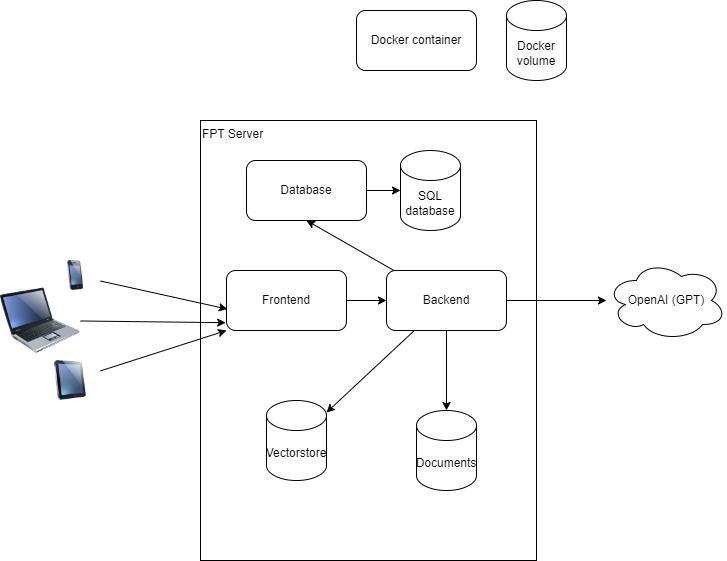 Docker container
Docker
volume
FPT Server
Database
SQL
database
Frontend
Backend
OpenAI (GPT)
Vectorstore
Documents